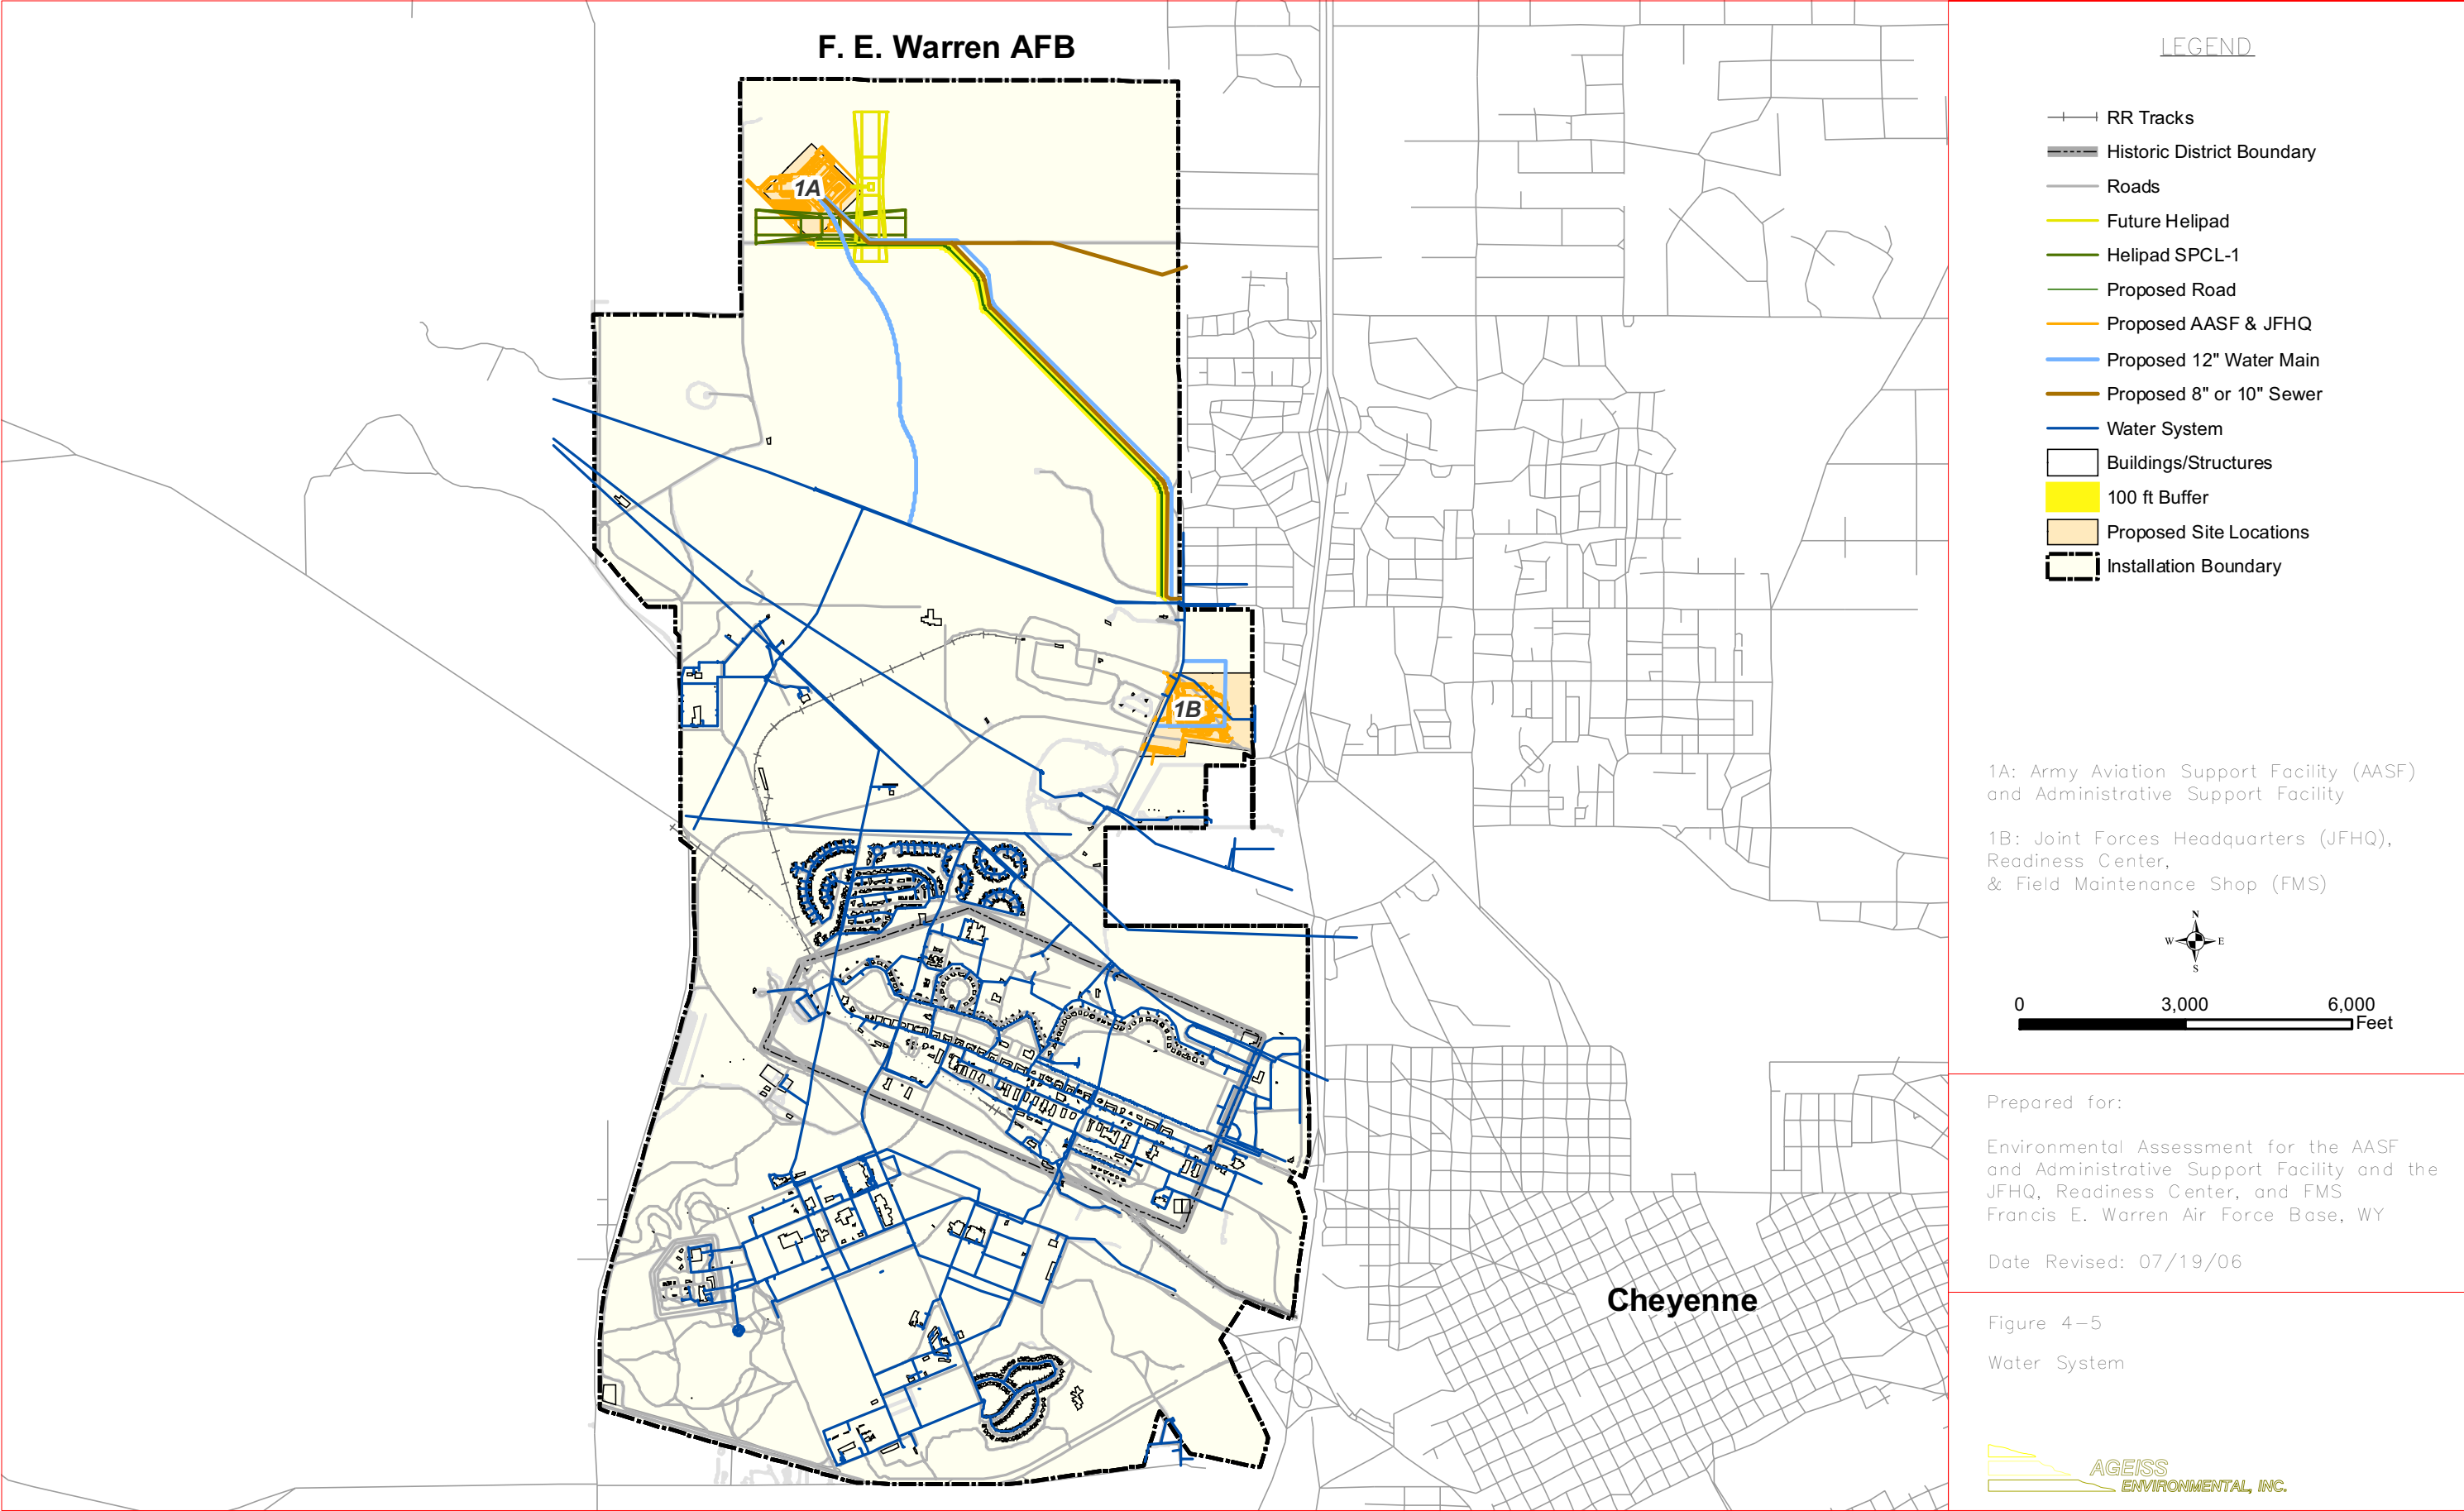 F. E. Warren AFB
1A
1B
Cheyenne
LEGEND
RR Tracks
Historic District Boundary
Roads
Future Helipad
Helipad SPCL-1
Proposed Road
Proposed AASF & JFHQ
Proposed 12" Water Main
Proposed 8" or 10" Sewer
Water System
Buildings/Structures
100 ft Buffer
Proposed Site Locations
Installation Boundary
1A: Army Aviation Support Facility (AASF)
and Administrative Support Facility
1B: Joint Forces Headquarters (JFHQ),
Readiness Center,
& Field Maintenance Shop (FMS)
N
W E
S
0 3,000 6,000
Feet
Prepared for:
Environmental Assessment for the AASF
and Administrative Support Facility and the
JFHQ, Readiness Center, and FMS
Francis E. Warren Air Force Base, WY
Date Revised: 07/19/06
Figure 4-5
Water System
AGEISS
ENVIRONMENTAL, INC.